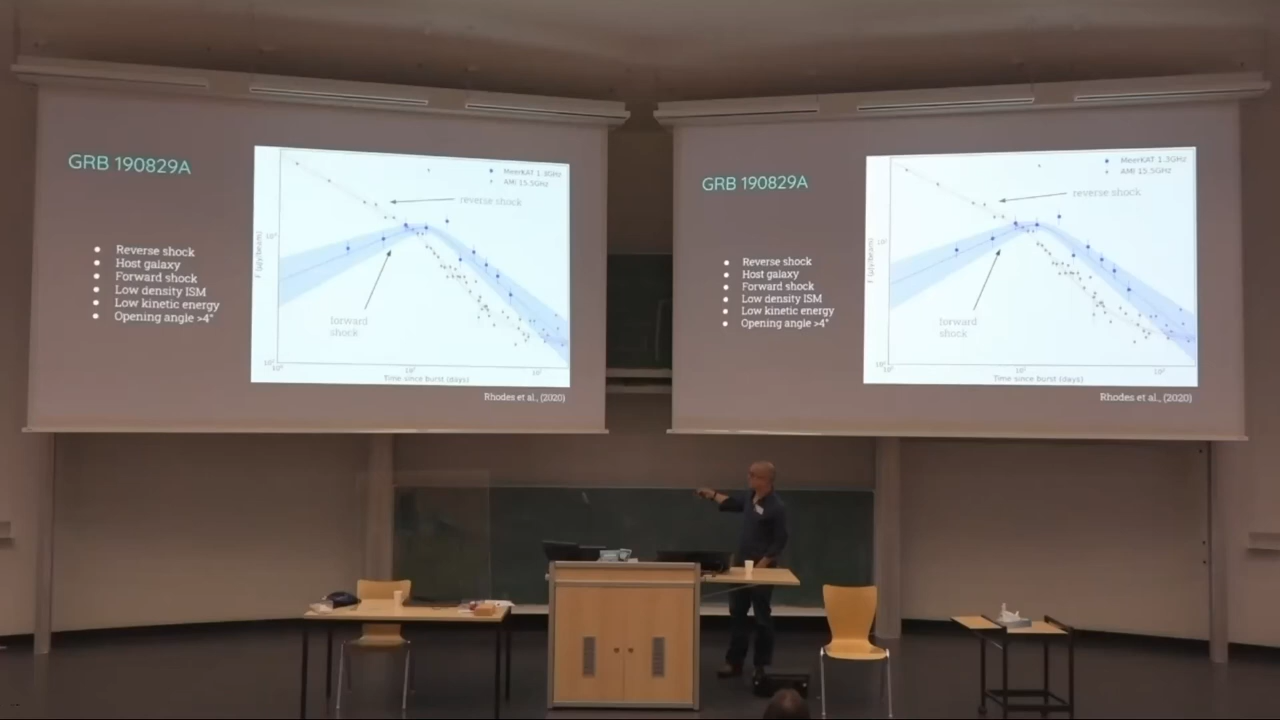 GRB 190829A
Reverse shock
Host galaxy
Forward shock
Low density ISM
Low kinetic energy
Opening angle >4°
MeerKAT 1.3GHz
AMI 15.5GHz
reverse shock
forward
shock
Time since burst (days)
Rhodes et al., (2020)
GRB 190829A
Reverse shock
Host galaxy
Forward shock
Low density ISM
Low kinetic energy
Opening angle >4°
MeerKAT 1.3GHz
AMI 15.5GHz
reverse shock
forward
shock
Time since burst (days)
Rhodes et al., (2020)